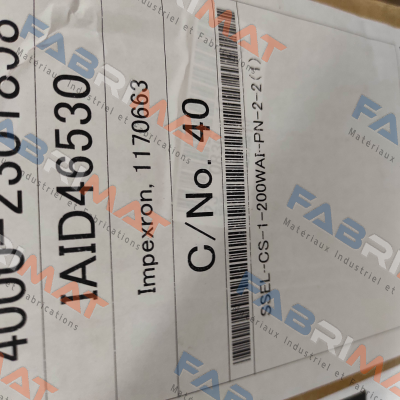 IAID46530
Impexron, 1170663
C/No. 40
SSEL-CS-1-200WAI-PN-2-2(1)
FABRIMAT
Matériaux Industriel et Fabrications